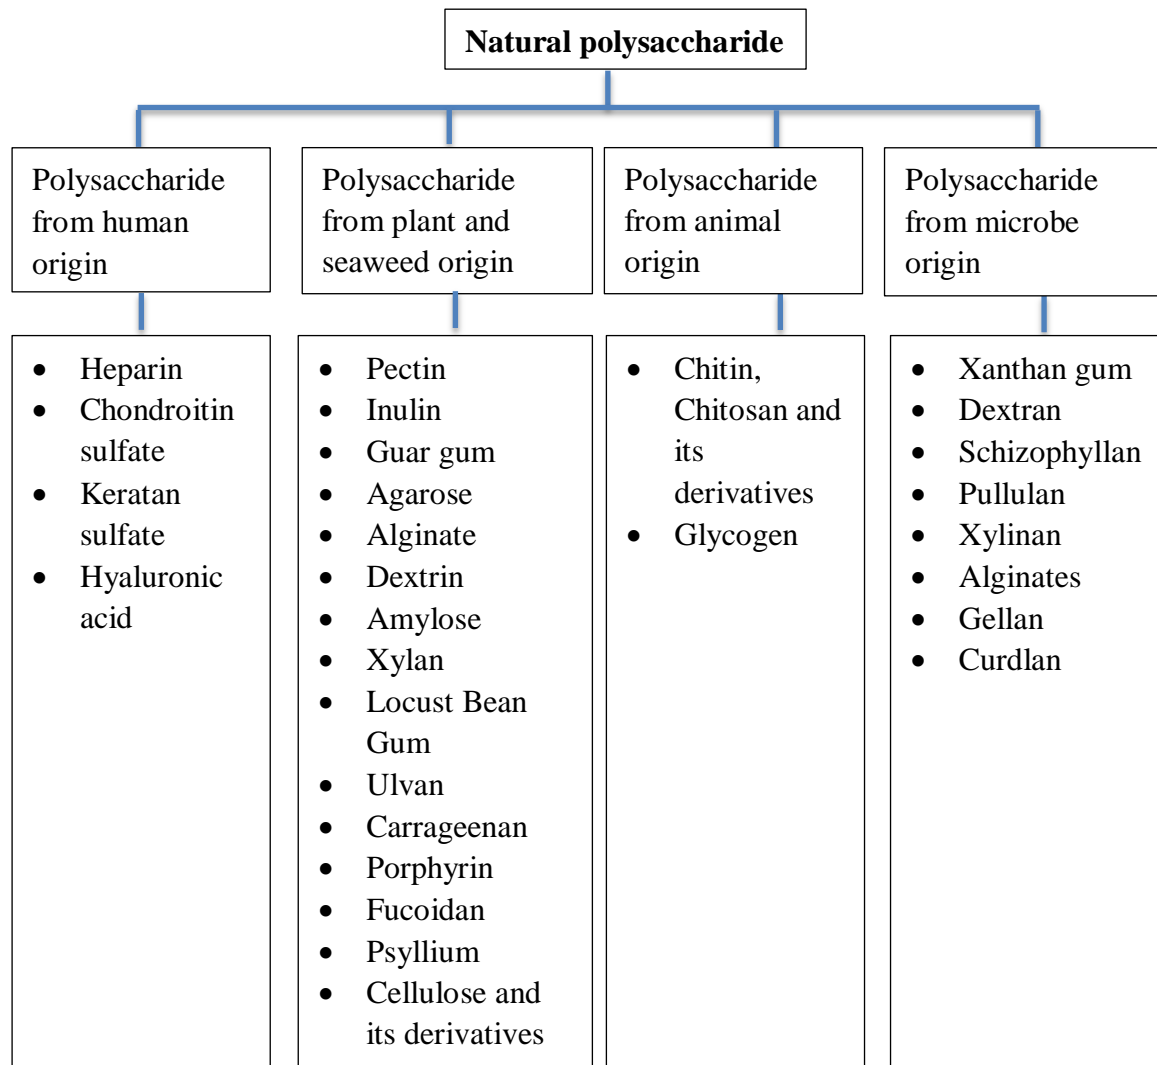 Natural polysaccharide
Polysaccharide
from human
origin
Polysaccharide
from plant and
seaweed origin
Polysaccharide
from animal
origin
Polysaccharide
from microbe
origin
• Heparin
• Chondroitin
sulfate
• Keratan
sulfate
• Hyaluronic
acid
• Pectin
• Inulin
• Guar gum
• Agarose
• Alginate
• Dextrin
• Amylose
• Xylan
• Locust Bean
Gum
• Ulvan
• Carrageenan
• Porphyrin
• Fucoidan
• Psyllium
• Cellulose and
its derivatives
• Chitin,
Chitosan and
its
derivatives
• Glycogen
• Xanthan gum
• Dextran
• Schizophyllan
• Pullulan
• Xylinan
• Alginates
• Gellan
• Curdlan